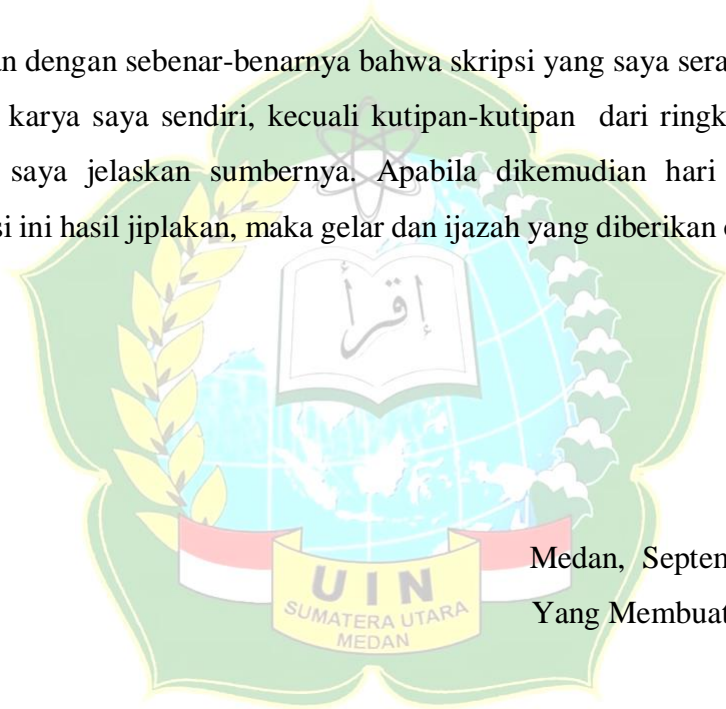 an dengan sebenar-benarnya bahwa skripsi yang saya sera
karya saya sendiri, kecuali kutipan-kutipan dari ringk
saya jelaskan sumbernya. Apabila dikemudian hari
si ini hasil jiplakan, maka gelar dan ijazah yang diberikan
إقرأ
Medan, Septem
UIN
Yang Membuat
SUMATERA UTARA
MEDAN